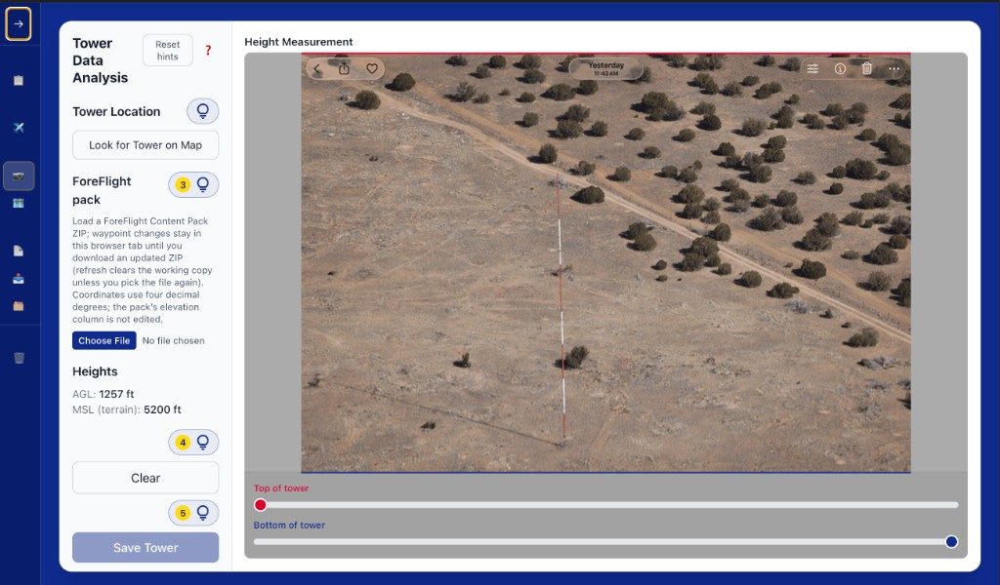 Tower
Data
Analysis
Reset
hints
?
Tower Location
Look for Tower on Map
ForeFlight
pack
3
Load a ForeFlight Content Pack
ZIP; waypoint changes stay in
this browser tab until you
download an updated ZIP
(refresh clears the working copy
unless you pick the file again).
Coordinates use four decimal
degrees; the pack's elevation
column is not edited.
Choose File No file chosen
Heights
AGL: 1257 ft
MSL (terrain): 5200 ft
4
Clear
5
Save Tower
Height Measurement
Yesterday
11:43 AM
Top of tower
Bottom of tower